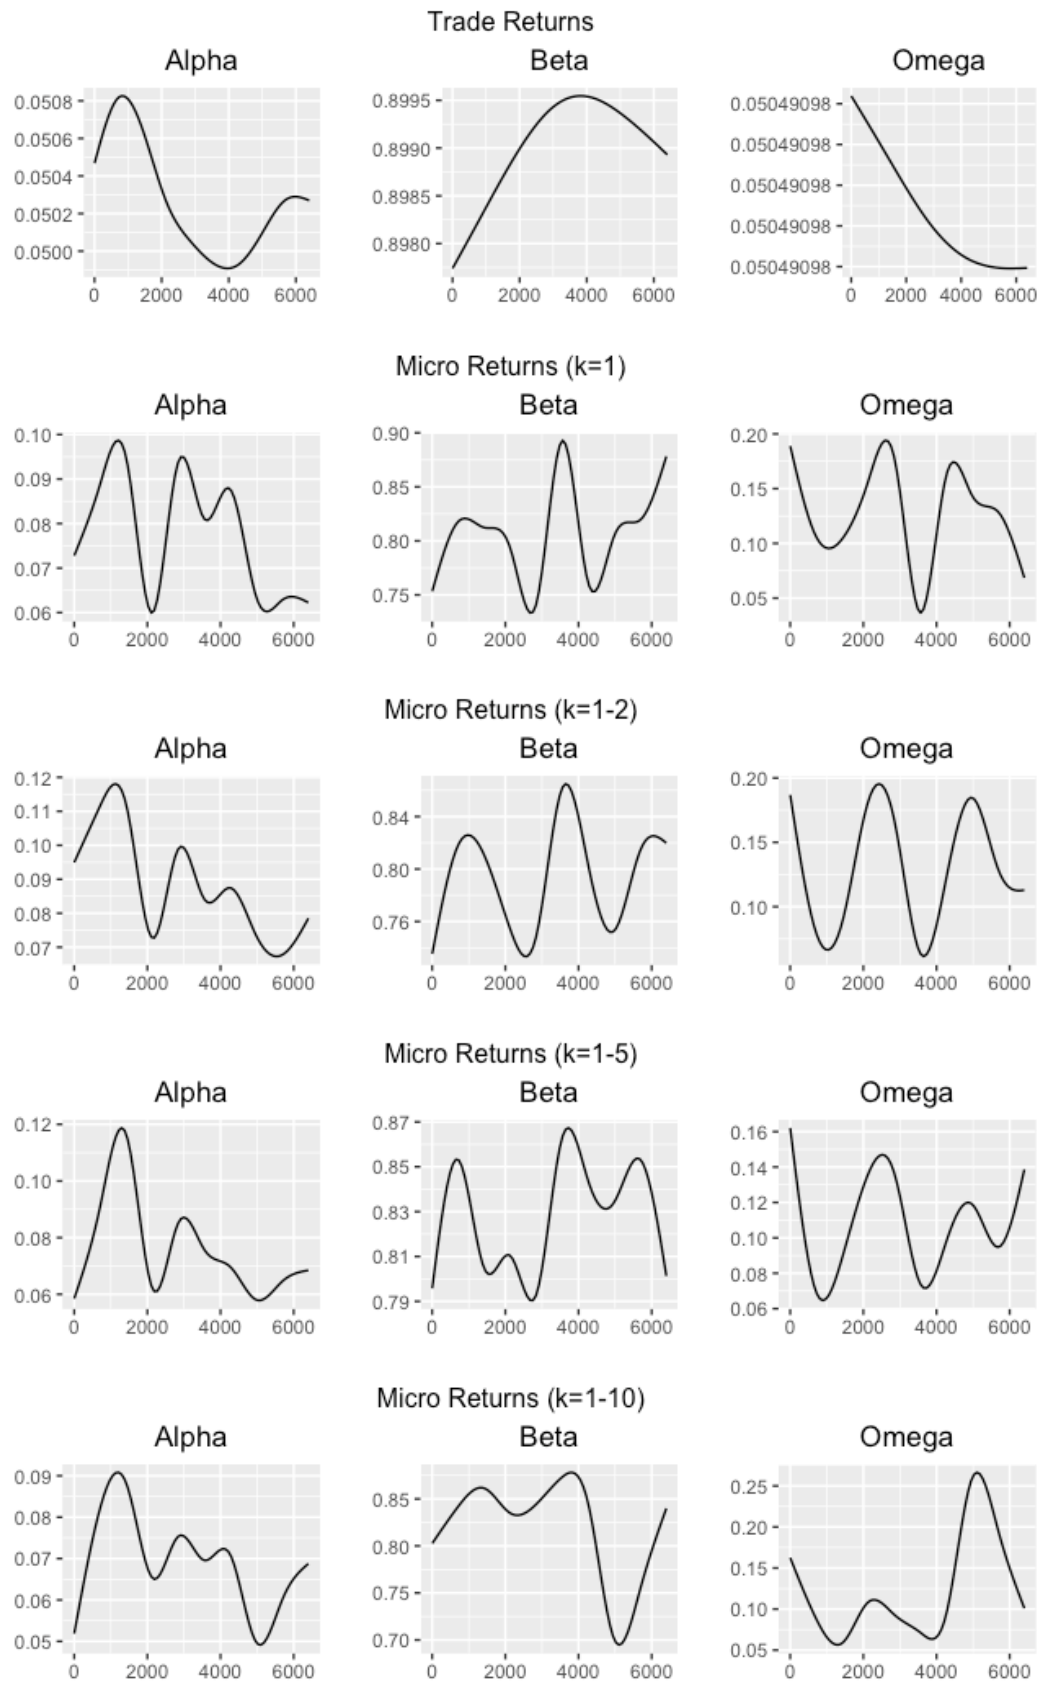 Trade Returns
Alpha Beta Omega
0.0508
0.0506
0.0504
0.0502
0.0500
0 2000 4000 6000
0.8995
0.8990
0.8985
0.8980
0 2000 4000 6000
0.05049098
0.05049098
0.05049098
0.05049098
0.05049098
0 2000 4000 6000
Micro Returns (k=1)
Alpha Beta Omega
0.10
0.09
0.08
0.07
0.06
0 2000 4000 6000
0.90
0.85
0.80
0.75
0 2000 4000 6000
0.20
0.15
0.10
0.05
0 2000 4000 6000
Micro Returns (k=1-2)
Alpha Beta Omega
0.12
0.11
0.10
0.09
0.08
0.07
0 2000 4000 6000
0.84
0.80
0.76
0 2000 4000 6000
0.20
0.15
0.10
0 2000 4000 6000
Micro Returns (k=1-5)
Alpha Beta Omega
0.12
0.10
0.08
0.06
0 2000 4000 6000
0.87
0.85
0.83
0.81
0.79
0 2000 4000 6000
0.16
0.14
0.12
0.10
0.08
0.06
0 2000 4000 6000
Micro Returns (k=1-10)
Alpha Beta Omega
0.09
0.08
0.07
0.06
0.05
0 2000 4000 6000
0.85
0.80
0.75
0.70
0 2000 4000 6000
0.25
0.20
0.15
0.10
0.05
0 2000 4000 6000